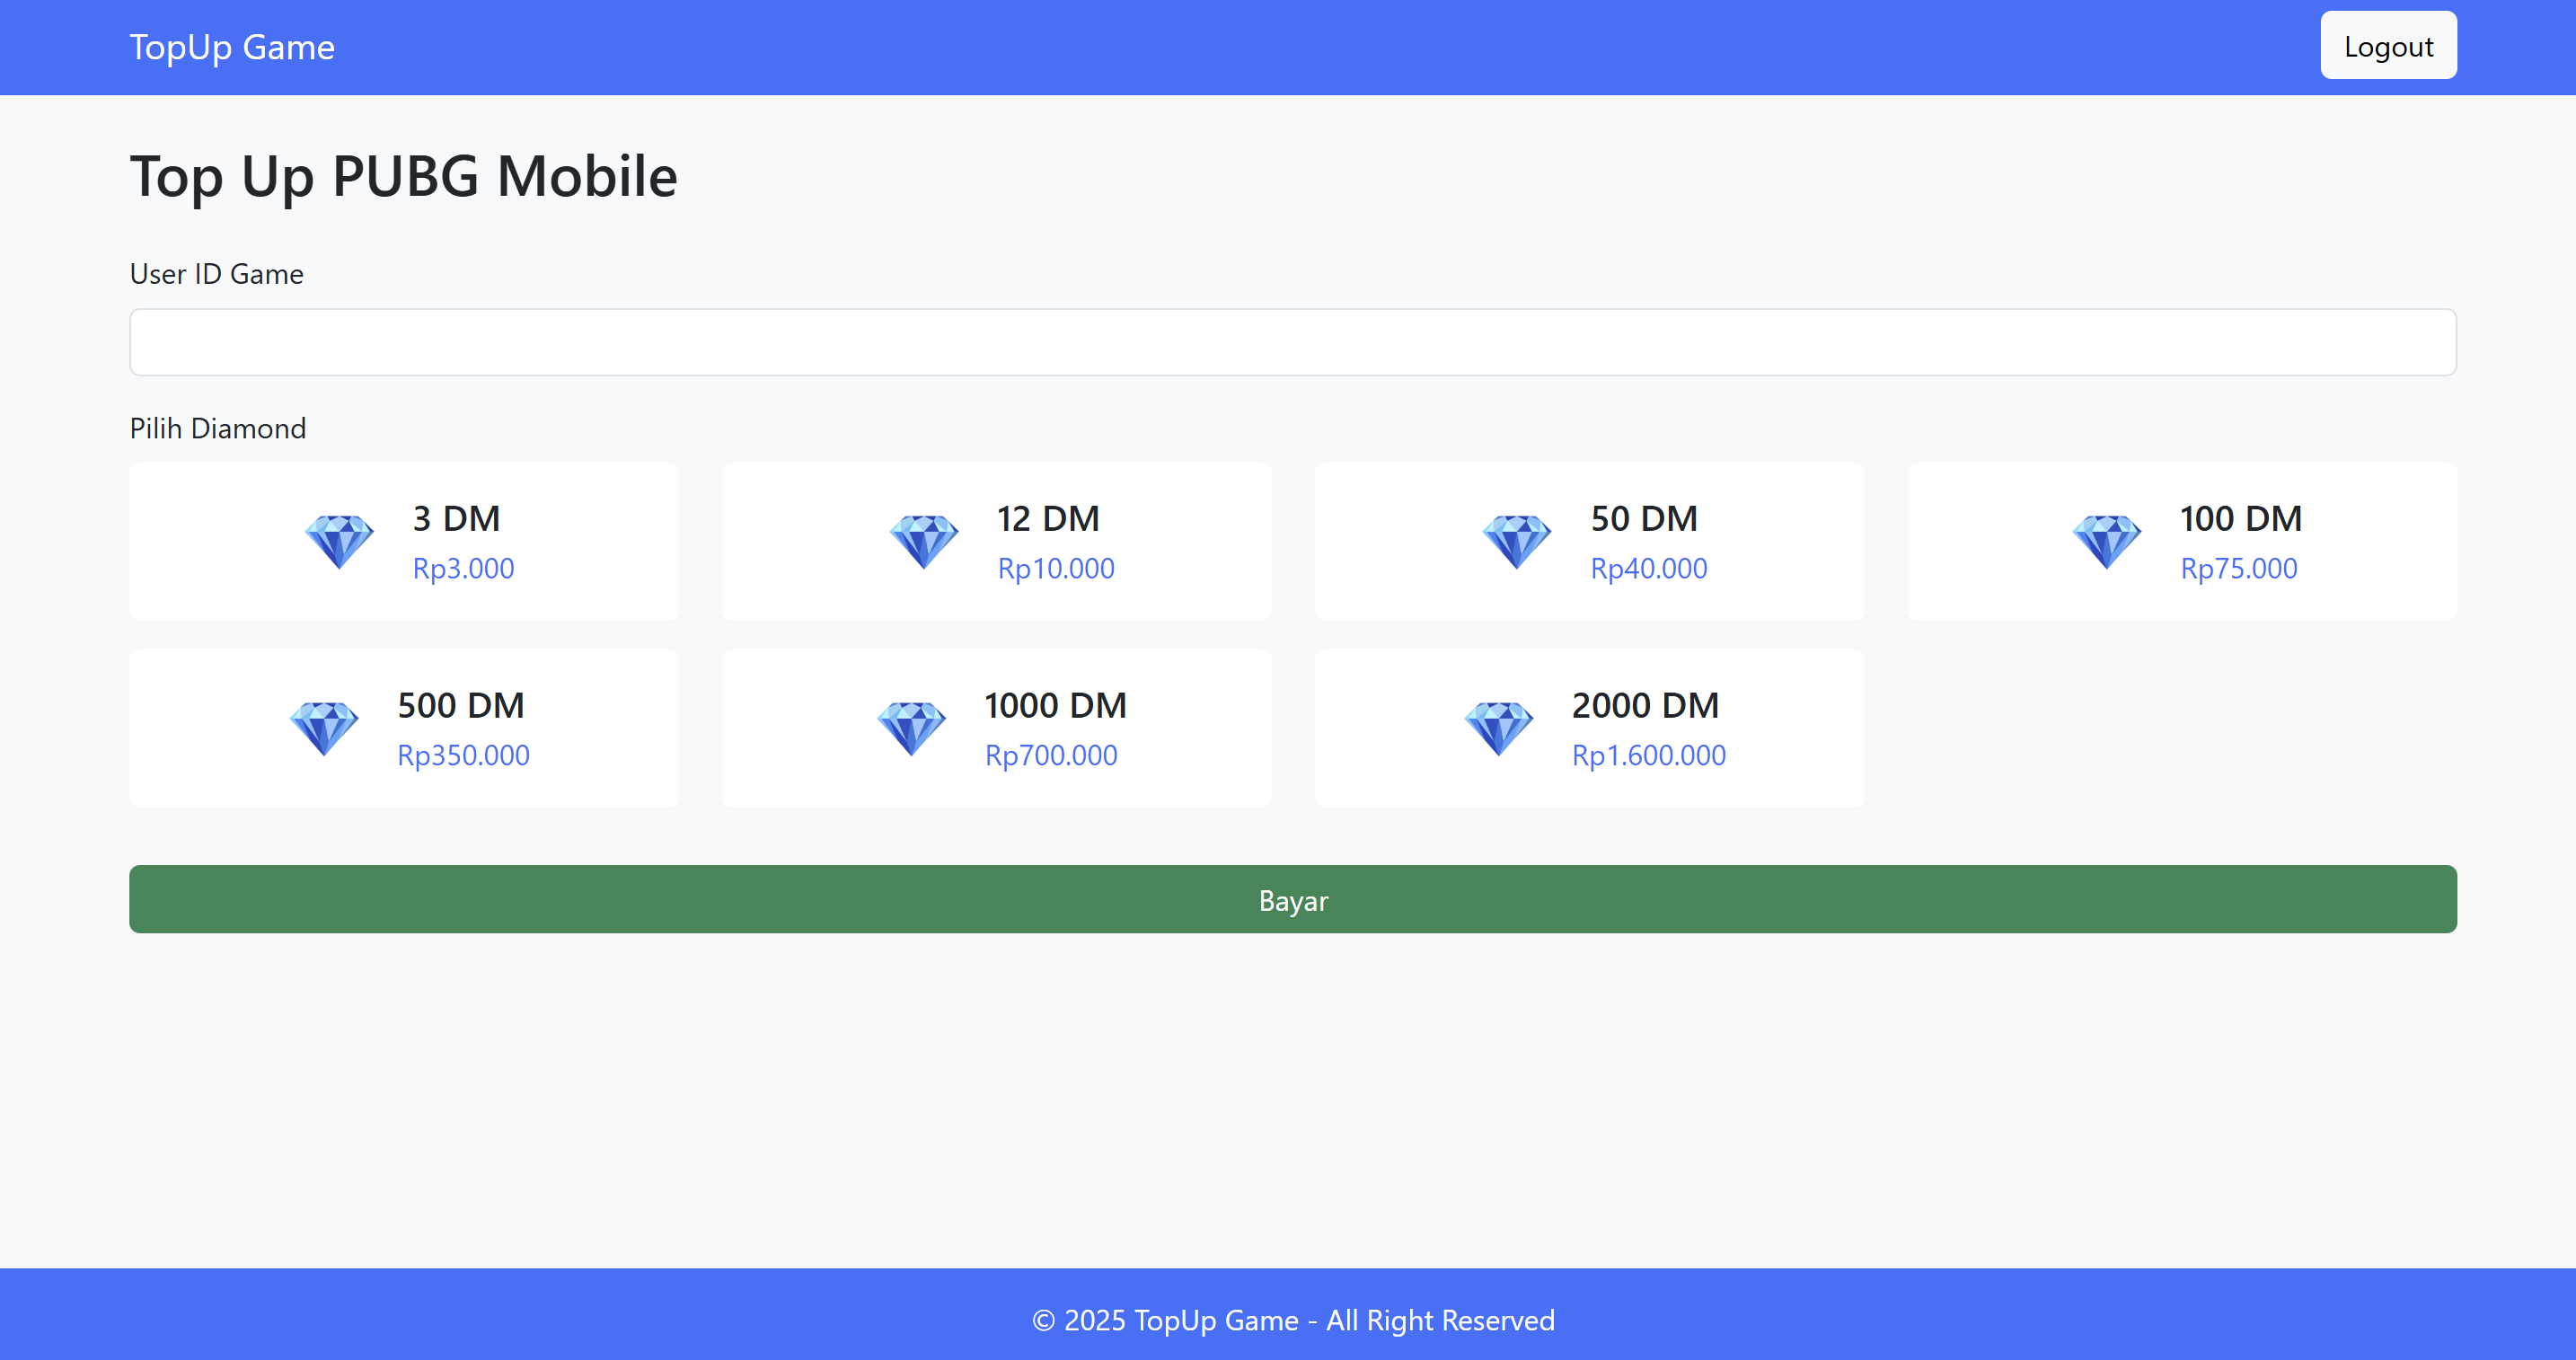 TopUp Game
Logout
Top Up PUBG Mobile
User ID Game
Pilih Diamond
3 DM
Rp3.000
12 DM
Rp10.000
50 DM
Rp40.000
100 DM
Rp75.000
500 DM
Rp350.000
1000 DM
Rp700.000
2000 DM
Rp1.600.000
Bayar
© 2025 TopUp Game - All Right Reserved